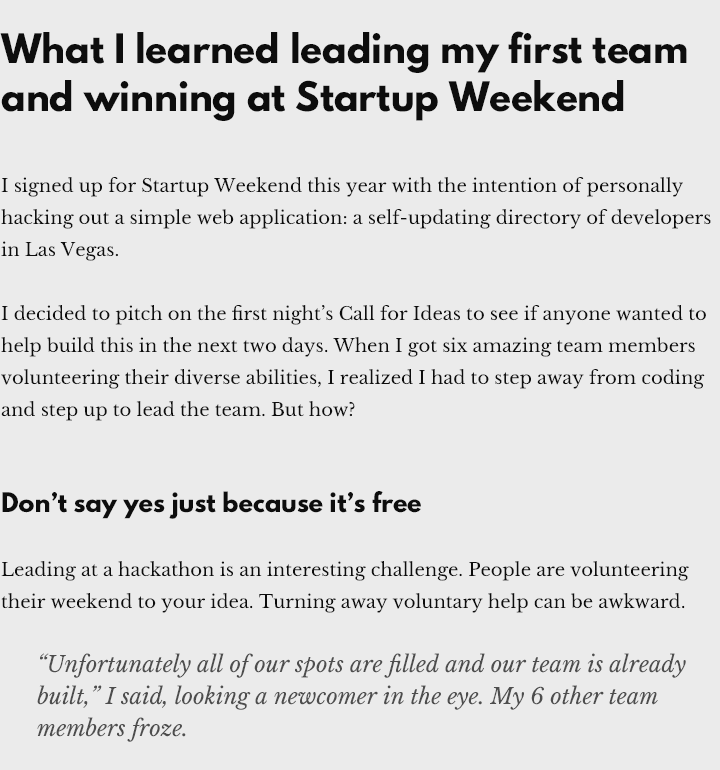 What I learned leading my first team
and winning at Startup Weekend
I signed up for Startup Weekend this year with the intention of personally
hacking out a simple web application: a self-updating directory of developers
in Las Vegas.
I decided to pitch on the first night’s Call for Ideas to see if anyone wanted to
help build this in the next two days. When I got six amazing team members
volunteering their diverse abilities, I realized I had to step away from coding
and step up to lead the team. But how?
Don’t say yes just because it’s free
Leading at a hackathon is an interesting challenge. People are volunteering
their weekend to your idea. Turning away voluntary help can be awkward.
“Unfortunately all of our spots are filled and our team is already
built,” I said, looking a newcomer in the eye. My 6 other team
members froze.